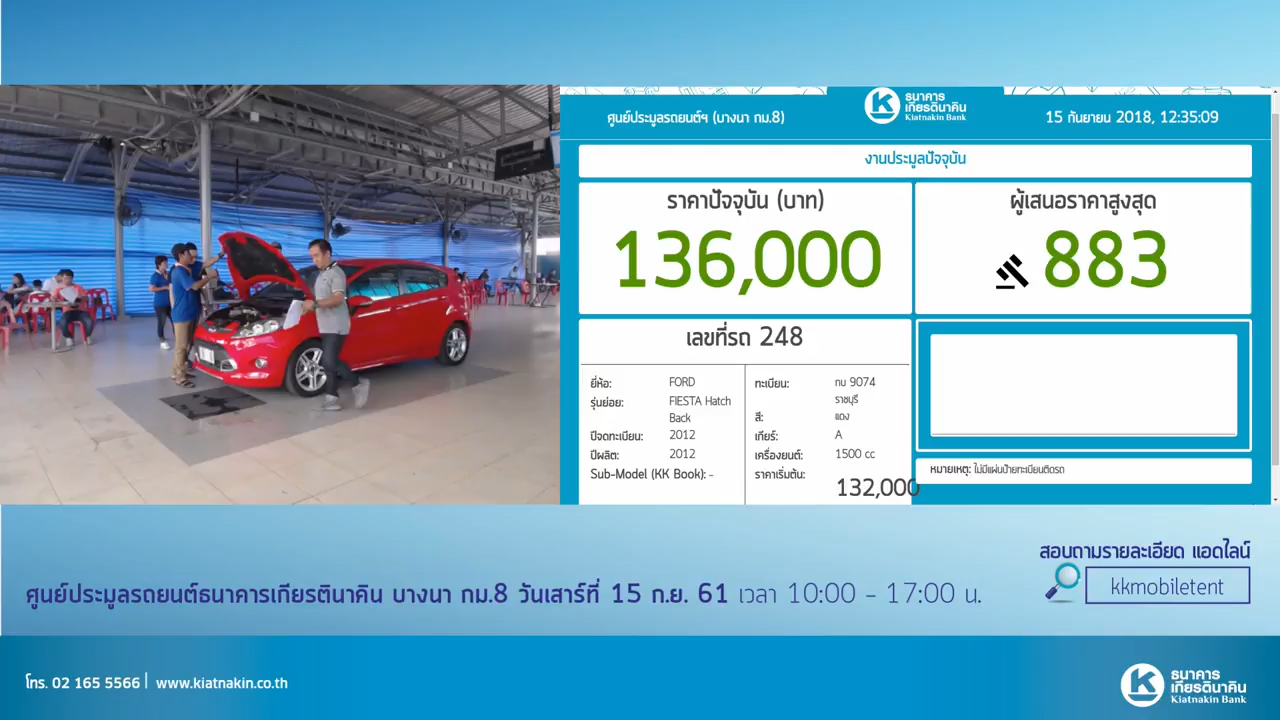 ศูนย์ประมูลรถยนต์ฯ (บางนา กม.8)
ธนาคาร
เกียรตินาคิน
Kiatnakin Bank
15 กันยายน 2018, 12:35:09
งานประมูลปัจจุบัน
ราคาปัจจุบัน (บาท)
136,000
ผู้เสนอราคาสูงสุด
883
เลขที่รถ 248
ยี่ห้อ: FORD
รุ่นย่อย: FIESTA Hatch
Back
ปีจดทะเบียน: 2012
ปีผลิต: 2012
Sub-Model (KK Book): -
ทะเบียน: กบ 9074
ราชบุรี
สี: แดง
เกียร์: A
เครื่องยนต์: 1500 cc
ราคาเริ่มต้น:
132,000
หมายเหตุ: ไม่มีแผ่นป้ายทะเบียนติดรถ
สอบถามรายละเอียด แอดไลน์
kkmobiletent
ศูนย์ประมูลรถยนต์ธนาคารเกียรตินาคิน บางนา กม.8 วันเสาร์ที่ 15 ก.ย. 61 เวลา 10:00 - 17:00 น.
โทร. 02 165 5566 | www.kiatnakin.co.th
ธนาคาร
เกียรตินาคิน
Kiatnakin Bank